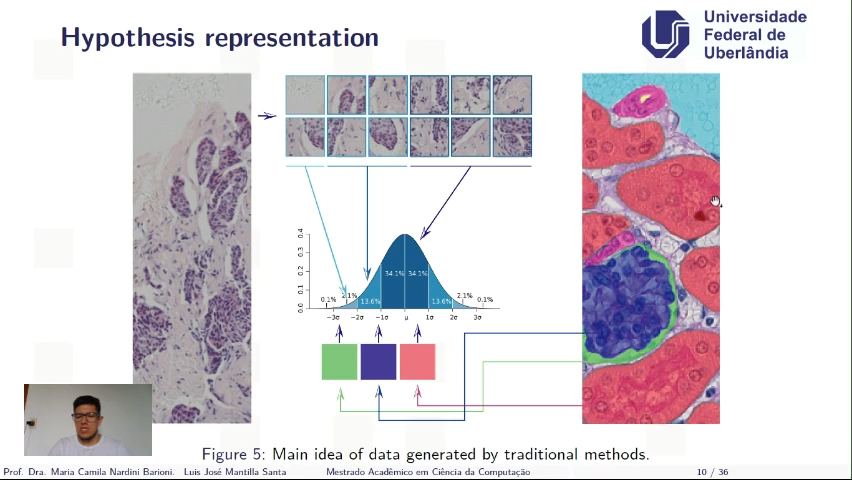 Hypothesis representation
Universidade
Federal de
Uberlândia
0.4
0.3
0.2
0.1
0.0
34.1% 34.1%
0.1% 2.1% 13.6% 13.6% 2.1% 0.1%
−3σ −2σ −1σ μ 1σ 2σ 3σ
Figure 5: Main idea of data generated by traditional methods.
Prof. Dra. Maria Camila Nardini Barioni. Luis José Mantilla Santa Mestrado Acadêmico em Ciência da Computação 10 / 36